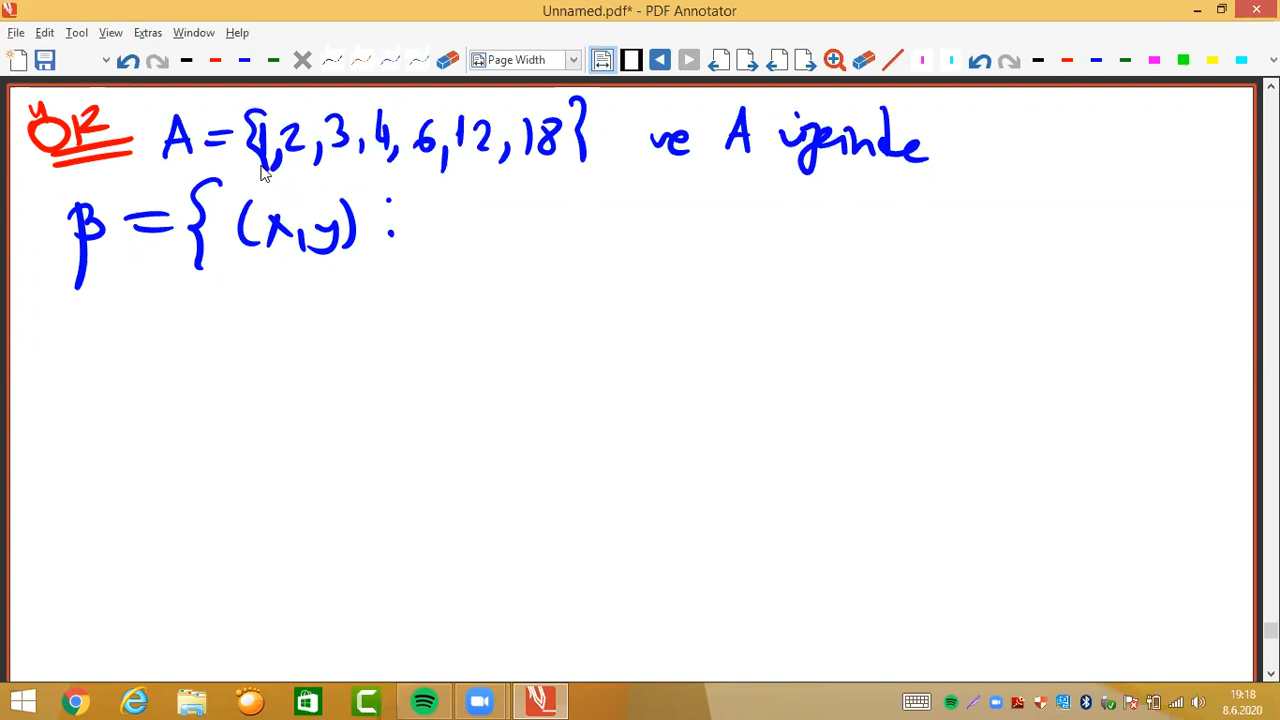 Unnamed.pdf* - PDF Annotator
File Edit Tool View Extras Window Help
Page Width
ÖR A = {1, 2, 3, 4, 6, 12, 18} ve A üzerinde
β = { (x,y) :
19:18
8.6.2020